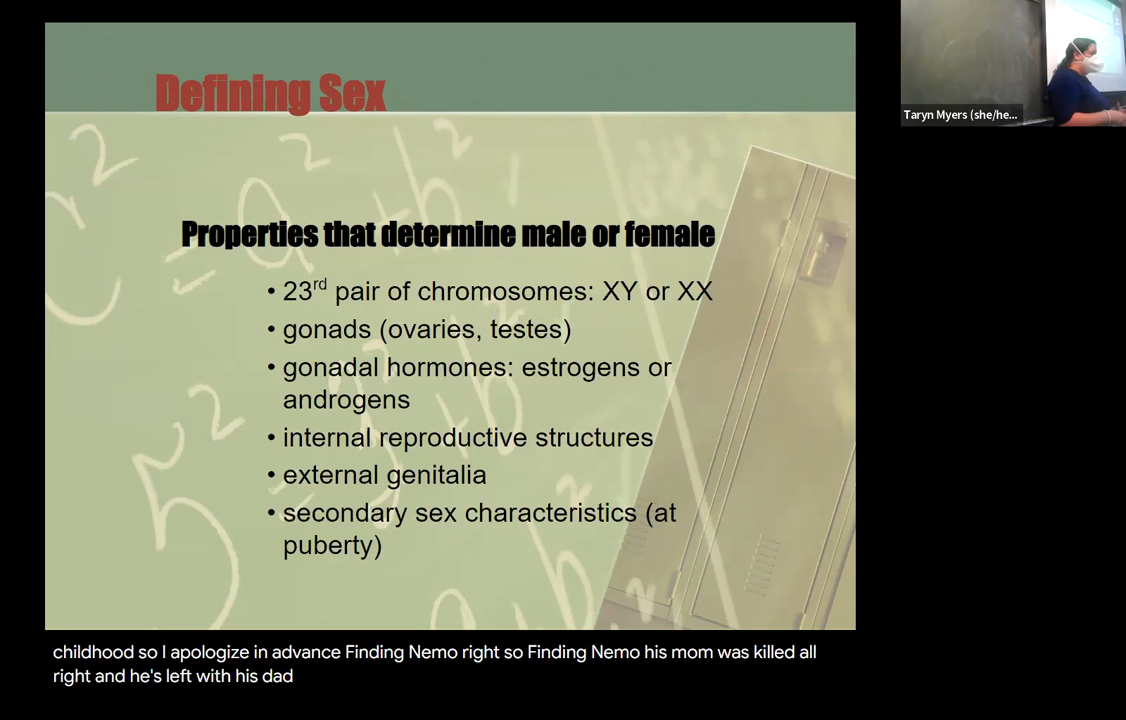 Defining Sex
Taryn Myers (she/he...
Properties that determine male or female
• 23rd pair of chromosomes: XY or XX
• gonads (ovaries, testes)
• gonadal hormones: estrogens or
androgens
• internal reproductive structures
• external genitalia
• secondary sex characteristics (at
puberty)
childhood so I apologize in advance Finding Nemo right so Finding Nemo his mom was killed all
right and he's left with his dad